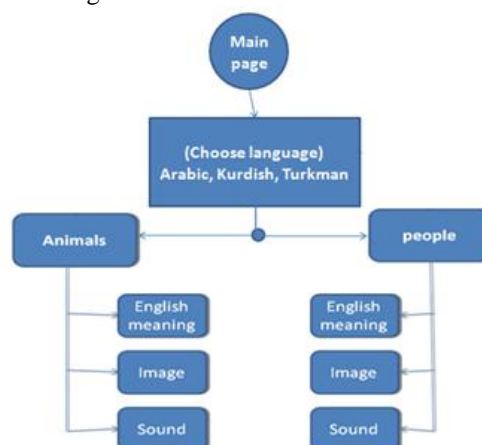 Main
page
(Choose language)
Arabic, Kurdish, Turkman
Animals
people
English
meaning
Image
Sound
English
meaning
Image
Sound